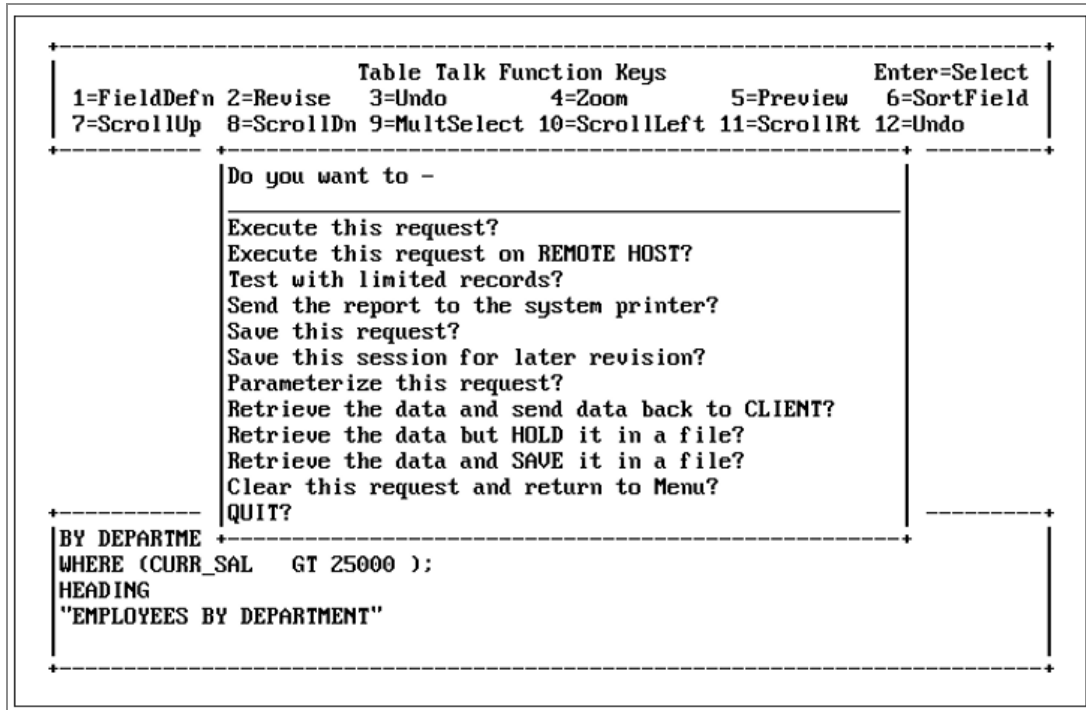 Table Talk Function Keys Enter=Select
1=FieldDefn 2=Revise 3=Undo 4=Zoom 5=Preview 6=SortField
7=ScrollUp 8=ScrollDn 9=MultSelect 10=ScrollLeft 11=ScrollRt 12=Undo
Do you want to -
Execute this request?
Execute this request on REMOTE HOST?
Test with limited records?
Send the report to the system printer?
Save this request?
Save this session for later revision?
Parameterize this request?
Retrieve the data and send data back to CLIENT?
Retrieve the data but HOLD it in a file?
Retrieve the data and SAVE it in a file?
Clear this request and return to Menu?
QUIT?
BY DEPARTME
WHERE (CURR_SAL GT 25000 );
HEADING
"EMPLOYEES BY DEPARTMENT"